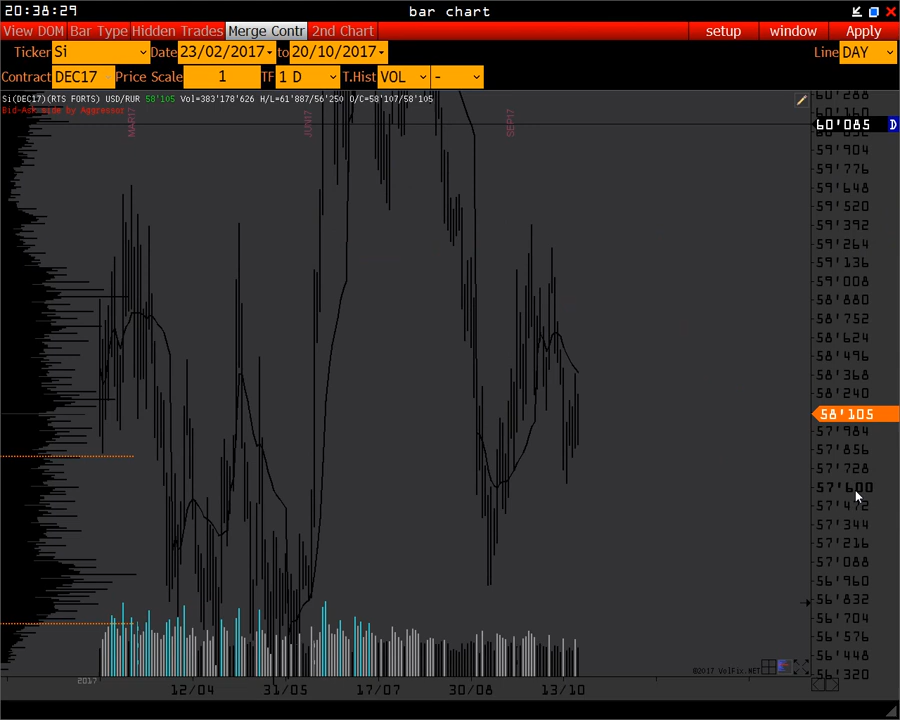 20:38:29 bar chart
View DOM Bar Type Hidden Trades Merge Contr 2nd Chart setup window Apply
Ticker Si Date 23/02/2017 to 20/10/2017 Line DAY
Contract DEC17 Price Scale 1 TF 1 D T.Hist VOL -
Si(DEC17)(RTS FORTS) USD/RUR 58'105 Vol=383'178'626 H/L=61'887/56'250 O/C=58'107/58'105
Bid-Ask side by Aggressor
MAR17
JUN17
SEP17
60'288
60'160
60'085 D
59'904
59'776
59'648
59'520
59'392
59'264
59'136
59'008
58'880
58'752
58'624
58'496
58'368
58'240
58'105
57'984
57'856
57'728
57'600
57'472
57'344
57'216
57'088
56'960
56'832
56'704
56'576
56'448
56'320
©2017 VolFix.NET
2017
12/04 31/05 17/07 30/08 13/10